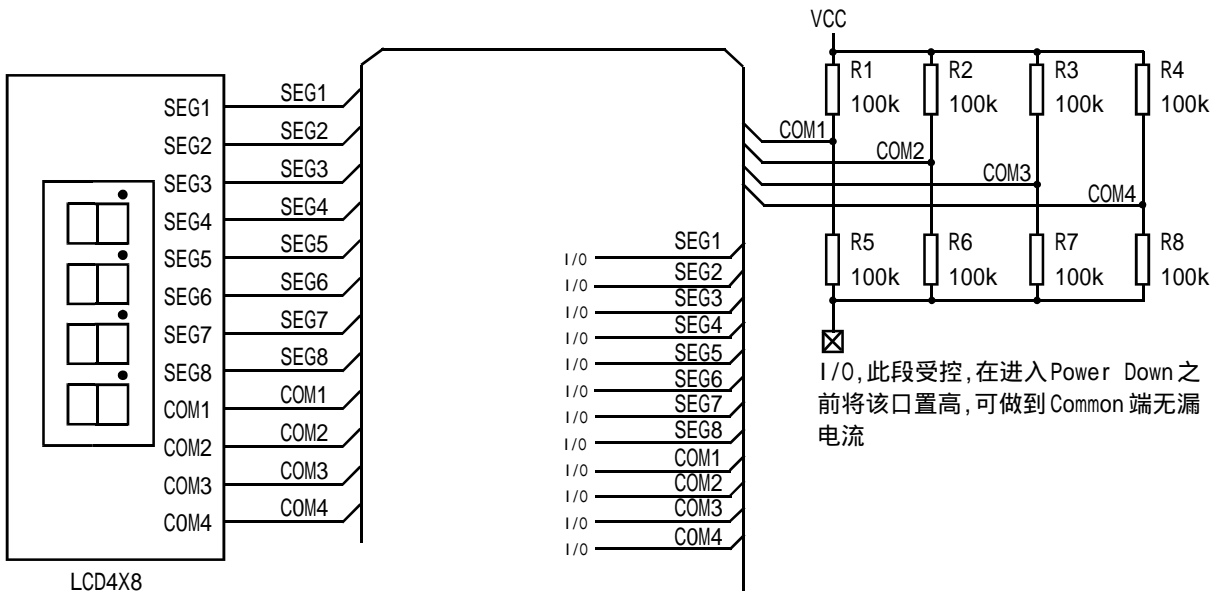 VCC
R1
100k
R2
100k
R3
100k
R4
100k
COM1
COM2
COM3
COM4
R5
100k
R6
100k
R7
100k
R8
100k
I/O,此段受控,在进入Power Down之
前将该口置高,可做到Common端无漏
电流
SEG1 SEG1
SEG2 SEG2
SEG3 SEG3
SEG4 SEG4
SEG5 SEG5
SEG6 SEG6
SEG7 SEG7
SEG8 SEG8
COM1 COM1
COM2 COM2
COM3 COM3
COM4 COM4
LCD4X8
I/O SEG1
I/O SEG2
I/O SEG3
I/O SEG4
I/O SEG5
I/O SEG6
I/O SEG7
I/O SEG8
I/O COM1
I/O COM2
I/O COM3
I/O COM4